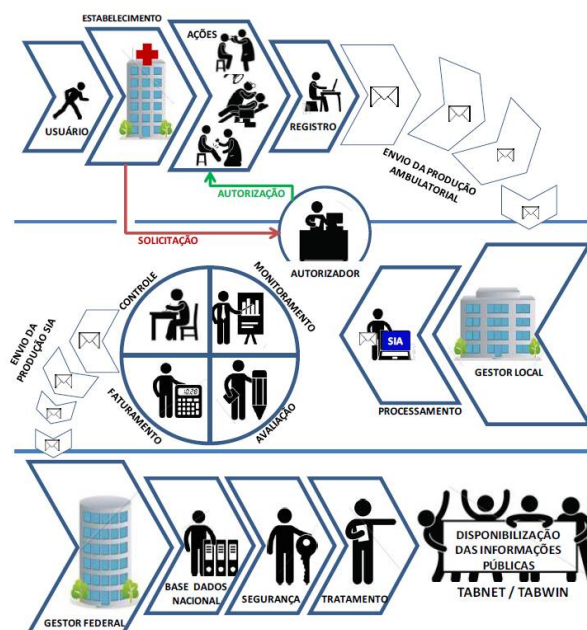 ESTABELECIMENTO
AÇÕES
USUÁRIO
REGISTRO
ENVIO DA PRODUÇÃO
AMBULATORIAL
AUTORIZAÇÃO
SOLICITAÇÃO
AUTORIZADOR
GESTOR LOCAL
SIA
PROCESSAMENTO
CONTROLE
MONITORAMENTO
FATURAMENTO
AVALIAÇÃO
ENVIO DA
PRODUÇÃO SIA
GESTOR FEDERAL
BASE DADOS
NACIONAL
SEGURANÇA
TRATAMENTO
DISPONIBILIZAÇÃO
DAS INFORMAÇÕES
PÚBLICAS
TABNET / TABWIN